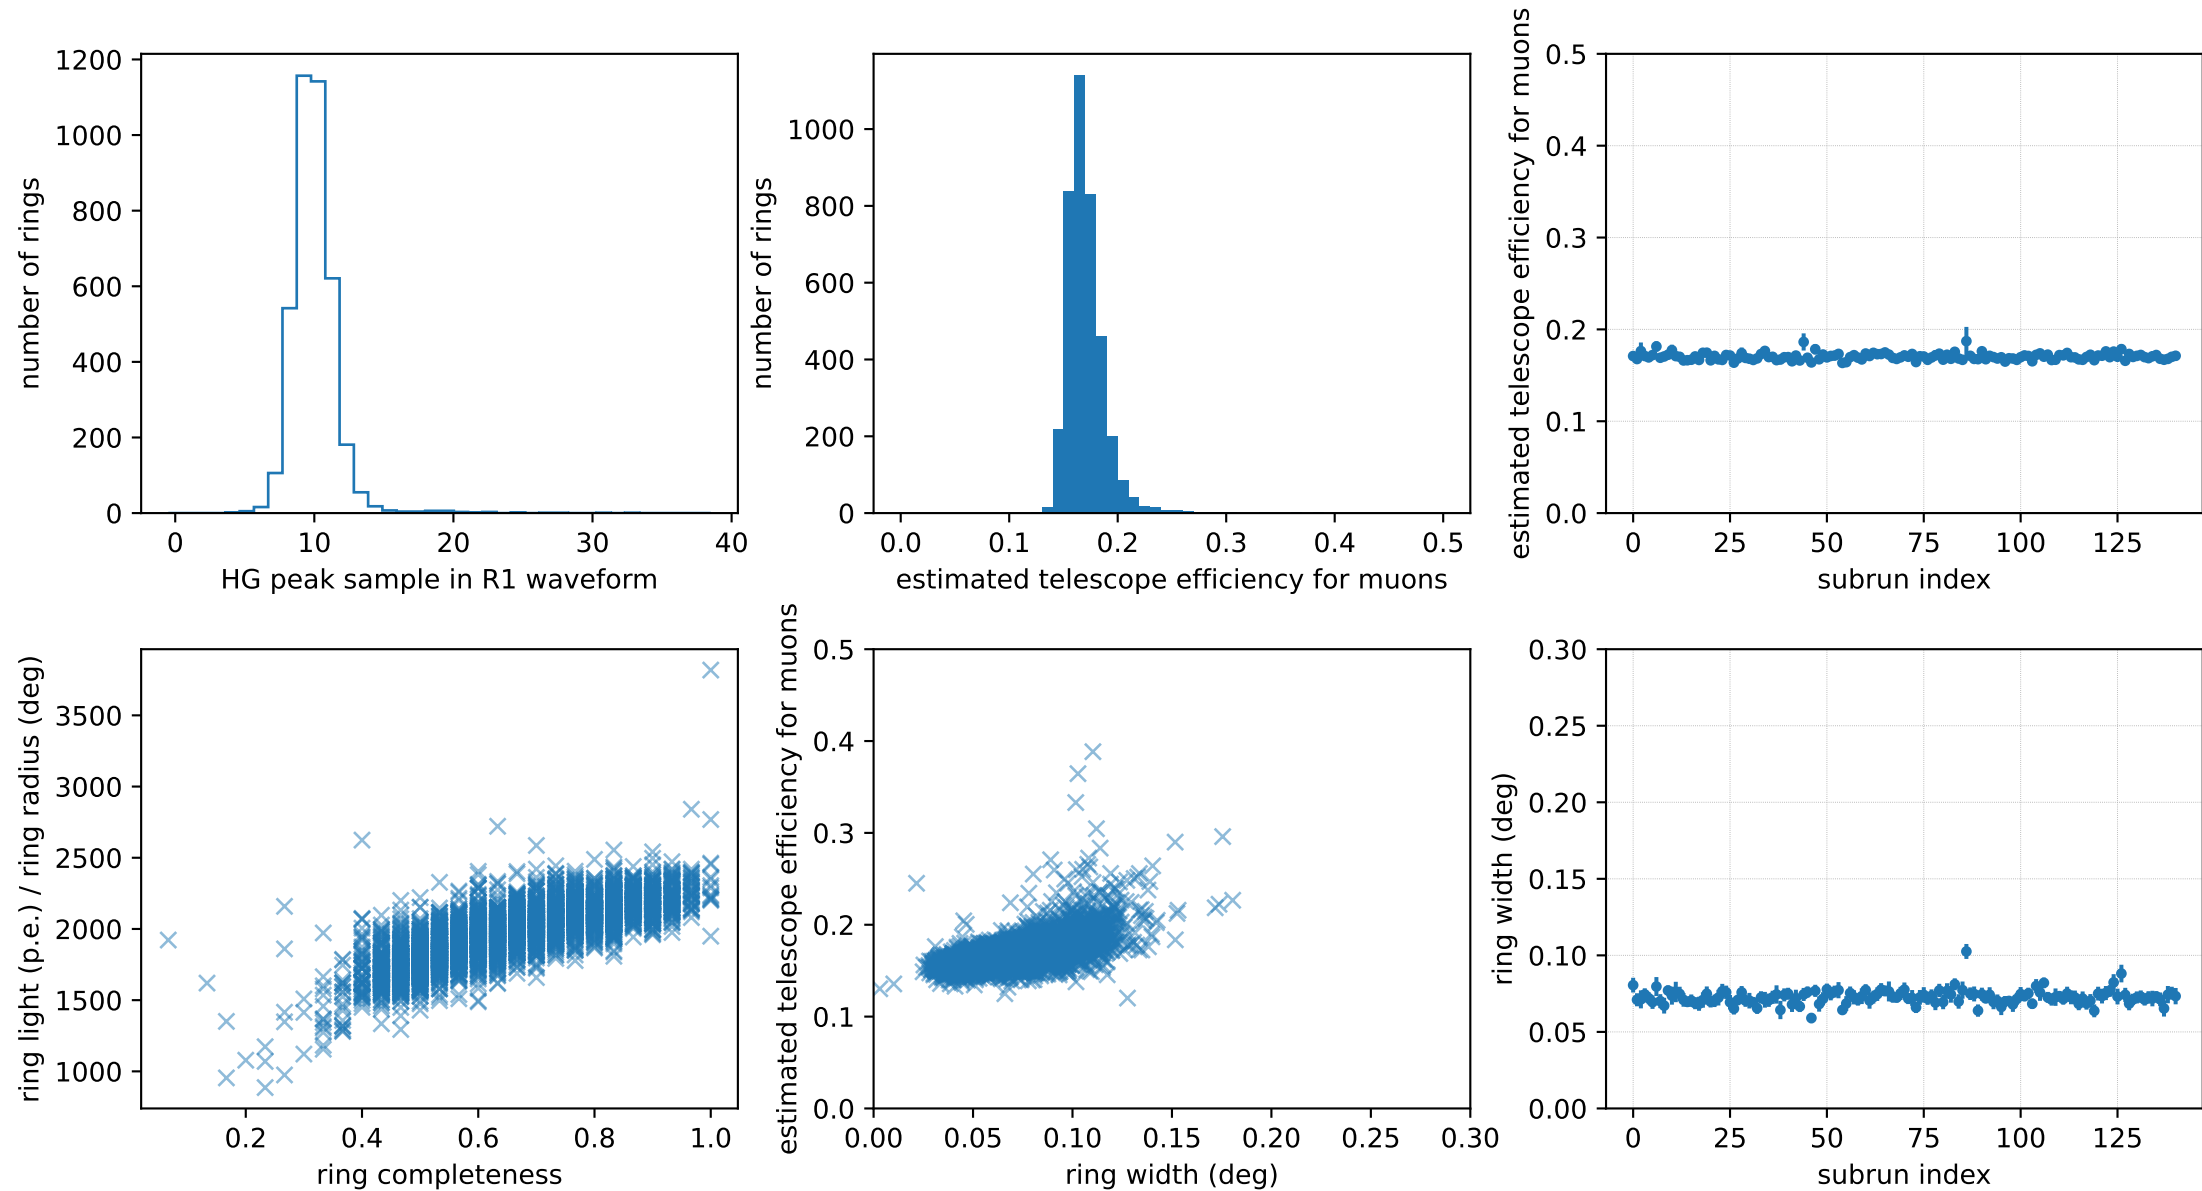 number of rings
1200
1000
800
600
400
200
0
0 10 20 30 40
HG peak sample in R1 waveform
number of rings
1000
800
600
400
200
0
0.0 0.1 0.2 0.3 0.4 0.5
estimated telescope efficiency for muons
estimated telescope efficiency for muons
0.5
0.4
0.3
0.2
0.1
0.0
0 25 50 75 100 125
subrun index
ring light (p.e.) / ring radius (deg)
3500
3000
2500
2000
1500
1000
0.2 0.4 0.6 0.8 1.0
ring completeness
estimated telescope efficiency for muons
0.5
0.4
0.3
0.2
0.1
0.0
0.00 0.05 0.10 0.15 0.20 0.25 0.30
ring width (deg)
ring width (deg)
0.30
0.25
0.20
0.15
0.10
0.05
0.00
0 25 50 75 100 125
subrun index